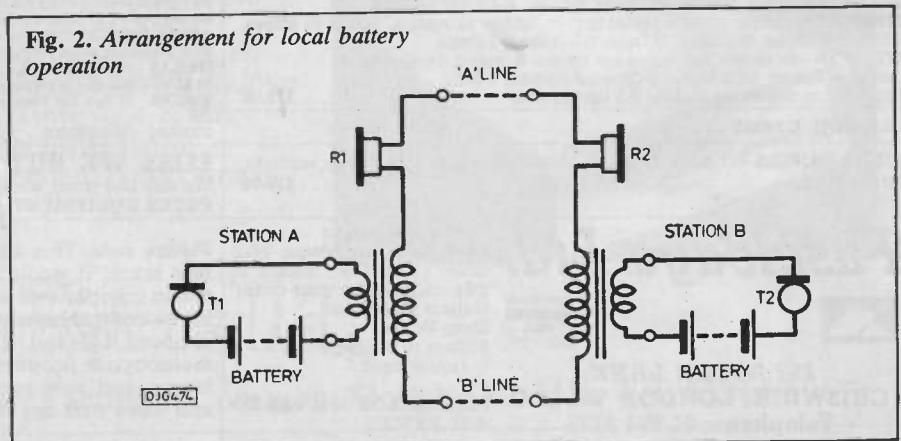 Fig. 2. Arrangement for local battery
operation
'A' LINE
R1
R2
STATION A
STATION B
T1
T2
BATTERY
BATTERY
DJG474
'B' LINE